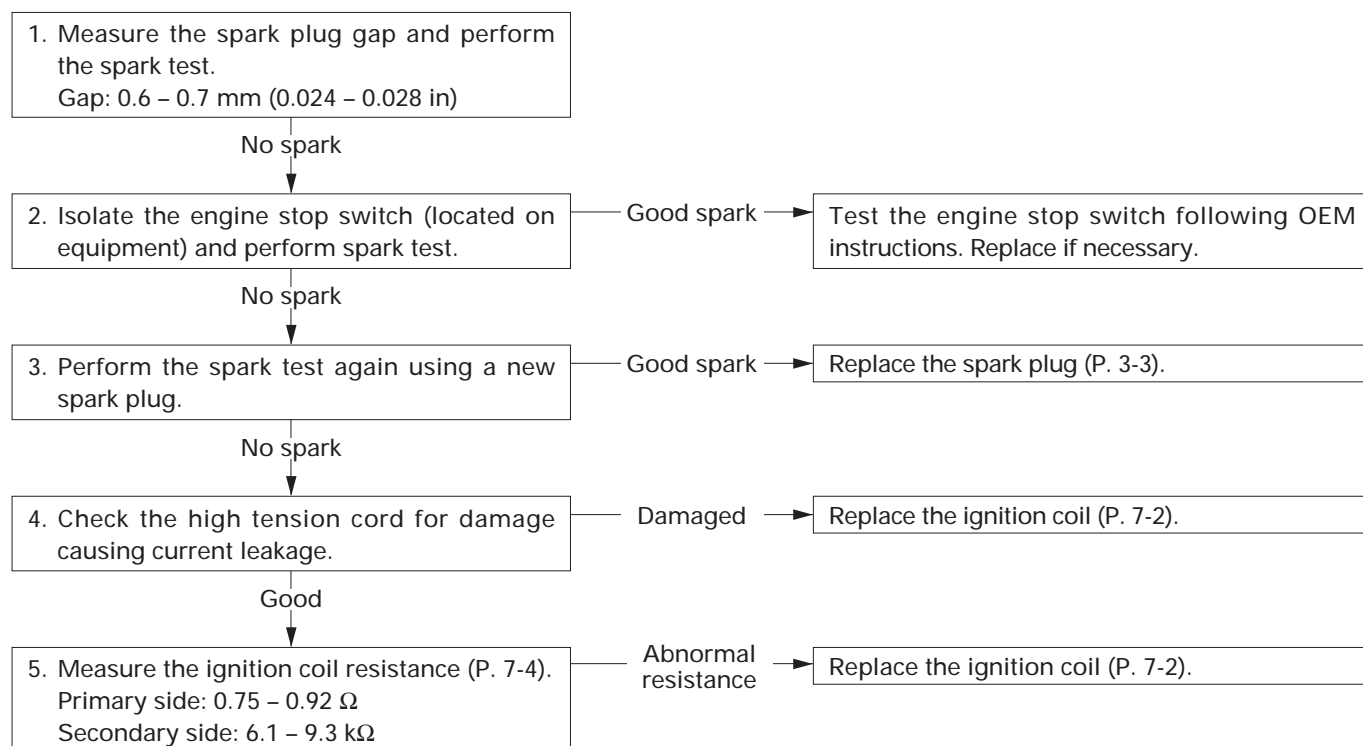 1. Measure the spark plug gap and perform
the spark test.
Gap: 0.6 – 0.7 mm (0.024 – 0.028 in)
No spark
2. Isolate the engine stop switch (located on
equipment) and perform spark test.
Good spark
Test the engine stop switch following OEM
instructions. Replace if necessary.
No spark
3. Perform the spark test again using a new
spark plug.
Good spark
Replace the spark plug (P. 3-3).
No spark
4. Check the high tension cord for damage
causing current leakage.
Damaged
Replace the ignition coil (P. 7-2).
Good
5. Measure the ignition coil resistance (P. 7-4).
Primary side: 0.75 – 0.92 Ω
Secondary side: 6.1 – 9.3 kΩ
Abnormal
resistance
Replace the ignition coil (P. 7-2).